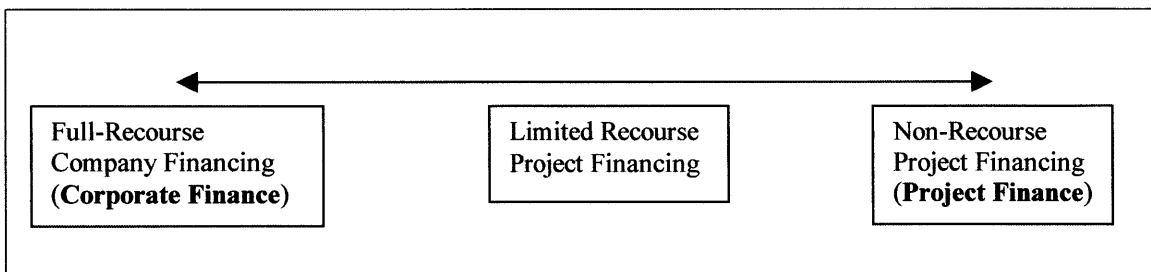 Full-Recourse
Company Financing
(Corporate Finance)
Limited Recourse
Project Financing
Non-Recourse
Project Financing
(Project Finance)